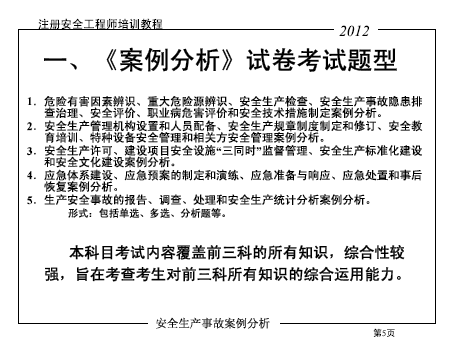 注册安全工程师培训教程
2012
一、《案例分析》试卷考试题型
1．危险有害因素辨识、重大危险源辨识、安全生产检查、安全生产事故隐患排
查治理、安全评价、职业病危害评价和安全技术措施制定案例分析。
2．安全生产管理机构设置和人员配备、安全生产规章制度制定和修订、安全教
育培训、特种设备安全管理和相关方安全管理案例分析。
3．安全生产许可、建设项目安全设施“三同时”监督管理、安全生产标准化建设
和安全文化建设案例分析。
4．应急体系建设、应急预案的制定和演练、应急准备与响应、应急处置和事后
恢复案例分析。
5．生产安全事故的报告、调查、处理和安全生产统计分析案例分析。
形式：包括单选、多选、分析题等。
本科目考试内容覆盖前三科的所有知识，综合性较
强，旨在考查考生对前三科所有知识的综合运用能力。
安全生产事故案例分析
第5页